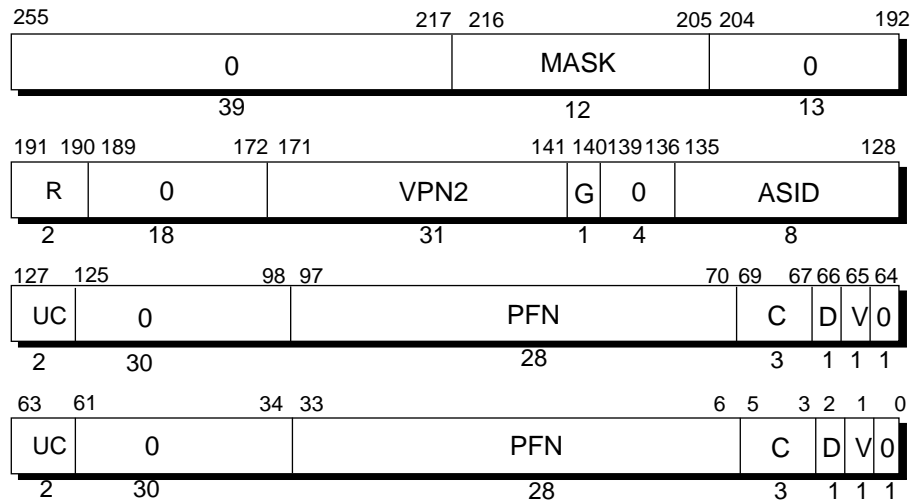 255 217 216 205 204 192
0 MASK 0
39 12 13
191 190 189 172 171 141 140 139 136 135 128
R 0 VPN2 G 0 ASID
2 18 31 1 4 8
127 125 98 97 70 69 67 66 65 64
UC 0 PFN C D V 0
2 30 28 3 1 1 1
63 61 34 33 6 5 3 2 1 0
UC 0 PFN C D V 0
2 30 28 3 1 1 1